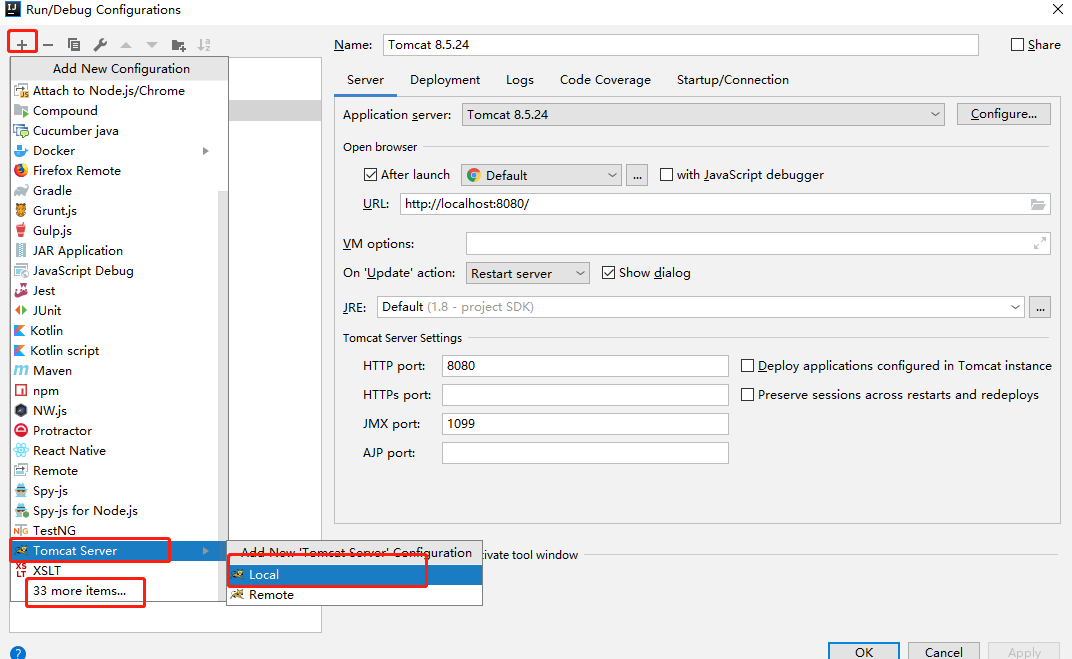 Run/Debug Configurations
Add New Configuration
Attach to Node.js/Chrome
Compound
Cucumber java
Docker
Firefox Remote
Gradle
Grunt.js
Gulp.js
JAR Application
JavaScript Debug
Jest
JUnit
Kotlin
Kotlin script
Maven
npm
NW.js
Protractor
React Native
Remote
Spy-js
Spy-js for Node.js
TestNG
Tomcat Server
XSLT
33 more items...
Add New 'Tomcat Server' Configuration
Local
Remote
Name: Tomcat 8.5.24 Share
Server Deployment Logs Code Coverage Startup/Connection
Application server: Tomcat 8.5.24 Configure...
Open browser
After launch Default ... with JavaScript debugger
URL: http://localhost:8080/
VM options:
On 'Update' action: Restart server Show dialog
JRE: Default (1.8 - project SDK) ...
Tomcat Server Settings
HTTP port: 8080 Deploy applications configured in Tomcat instance
HTTPs port: Preserve sessions across restarts and redeploys
JMX port: 1099
AJP port:
tivate tool window
OK Cancel Apply